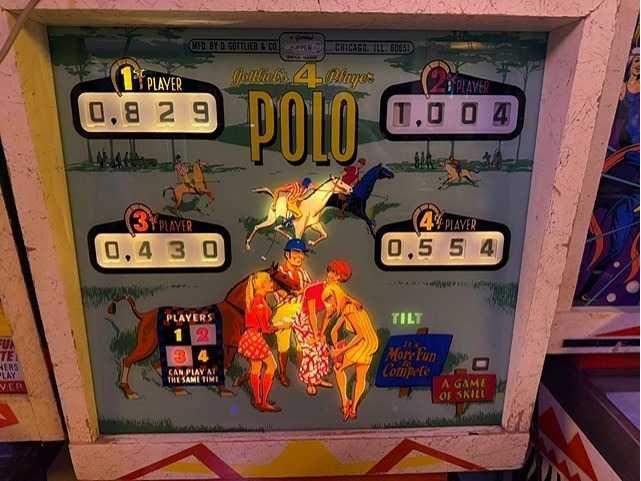 MFD. BY D. GOTTLIEB & CO.
CHICAGO, ILL. 60651
Gottlieb's 4 Player
POLO
1ST PLAYER
0,829
2ND PLAYER
1,004
3RD PLAYER
0,430
4TH PLAYER
0,554
PLAYERS
1 2
3 4
CAN PLAY AT
THE SAME TIME
TILT
It's
More Fun
to
Compete
A GAME
OF SKILL